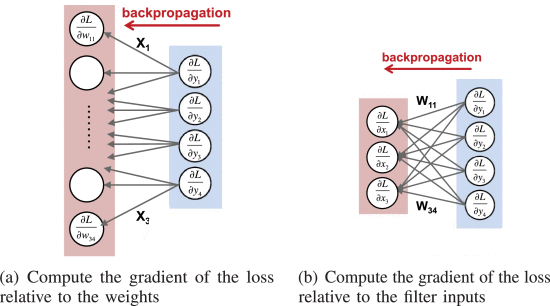 backpropagation
X1
∂L
∂w11
∂L
∂y1
∂L
∂y2
∂L
∂y3
∂L
∂y4
X3
∂L
∂w34
backpropagation
W11
∂L
∂x1
∂L
∂x2
∂L
∂x3
∂L
∂y1
∂L
∂y2
∂L
∂y3
∂L
∂y4
W34
(a) Compute the gradient of the loss
relative to the weights
(b) Compute the gradient of the loss
relative to the filter inputs